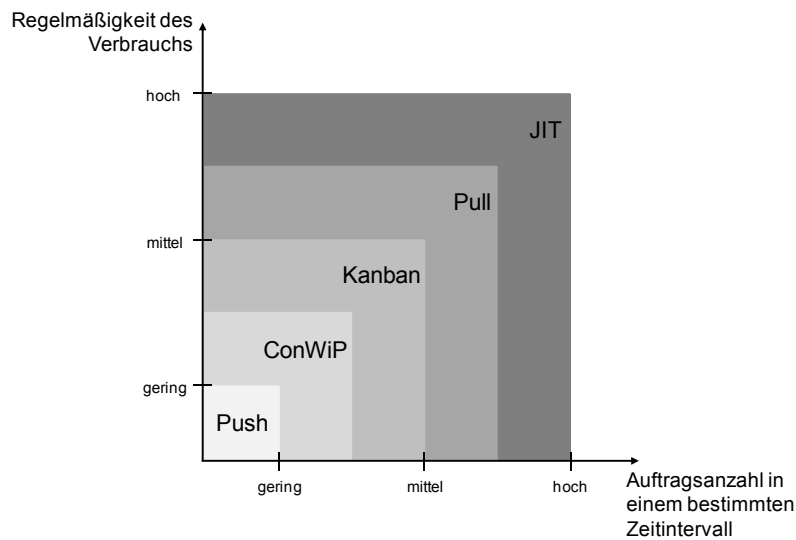 Regelmäßigkeit des
Verbrauchs
hoch
JIT
Pull
mittel
Kanban
ConWiP
gering
Push
gering
mittel
hoch
Auftragsanzahl in
einem bestimmten
Zeitintervall